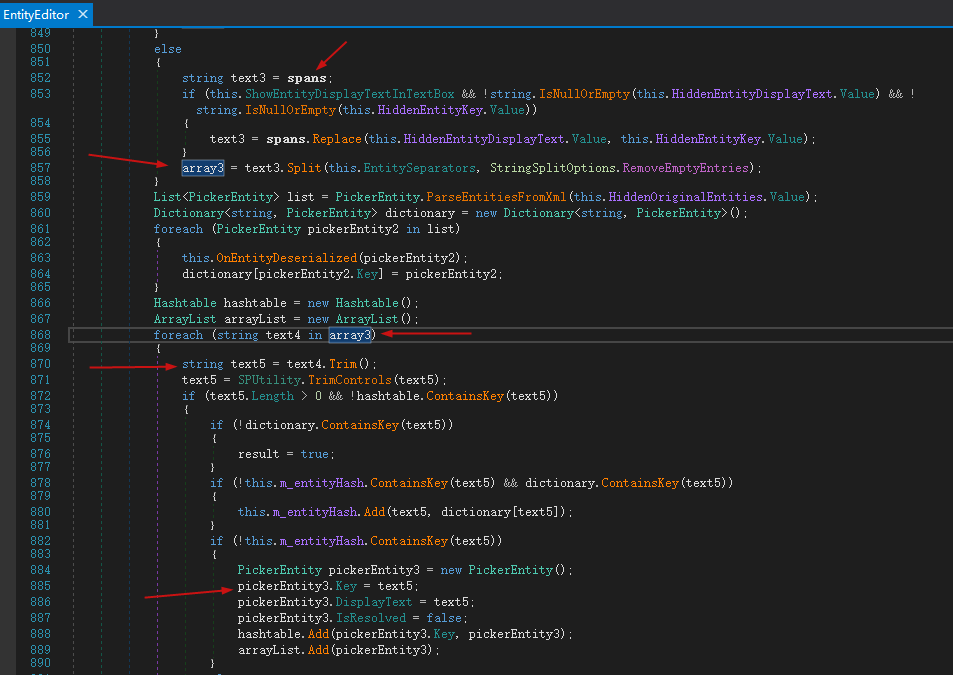 EntityEditor ✕
849 }
850 else
851 {
852 string text3 = spans;
853 if (this.ShowEntityDisplayTextInTextBox && !string.IsNullOrEmpty(this.HiddenEntityDisplayText.Value) && !
string.IsNullOrEmpty(this.HiddenEntityKey.Value))
854 {
855 text3 = spans.Replace(this.HiddenEntityDisplayText.Value, this.HiddenEntityKey.Value);
856 }
857 array3 = text3.Split(this.EntitySeparators, StringSplitOptions.RemoveEmptyEntries);
858 }
859 List<PickerEntity> list = PickerEntity.ParseEntitiesFromXml(this.HiddenOriginalEntities.Value);
860 Dictionary<string, PickerEntity> dictionary = new Dictionary<string, PickerEntity>();
861 foreach (PickerEntity pickerEntity2 in list)
862 {
863 this.OnEntityDeserialized(pickerEntity2);
864 dictionary[pickerEntity2.Key] = pickerEntity2;
865 }
866 Hashtable hashtable = new Hashtable();
867 ArrayList arrayList = new ArrayList();
868 foreach (string text4 in array3)
869 {
870 string text5 = text4.Trim();
871 text5 = SPUtility.TrimControls(text5);
872 if (text5.Length > 0 && !hashtable.ContainsKey(text5))
873 {
874 if (!dictionary.ContainsKey(text5))
875 {
876 result = true;
877 }
878 if (!this.m_entityHash.ContainsKey(text5) && dictionary.ContainsKey(text5))
879 {
880 this.m_entityHash.Add(text5, dictionary[text5]);
881 }
882 if (!this.m_entityHash.ContainsKey(text5))
883 {
884 PickerEntity pickerEntity3 = new PickerEntity();
885 pickerEntity3.Key = text5;
886 pickerEntity3.DisplayText = text5;
887 pickerEntity3.IsResolved = false;
888 hashtable.Add(pickerEntity3.Key, pickerEntity3);
889 arrayList.Add(pickerEntity3);
890 }